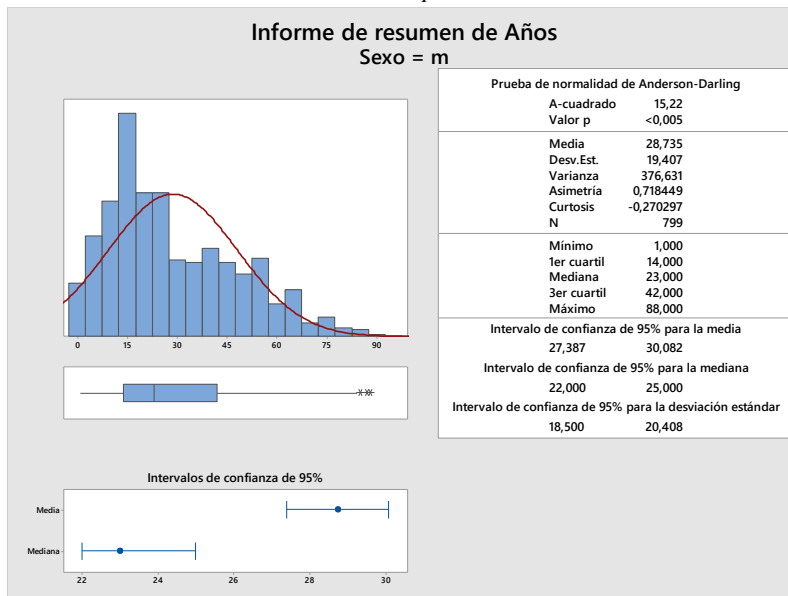 Informe de resumen de Años
Sexo = m
Prueba de normalidad de Anderson-Darling
A-cuadrado 15,22
Valor p <0,005
Media 28,735
Desv.Est. 19,407
Varianza 376,631
Asimetría 0,718449
Curtosis -0,270297
N 799
Mínimo 1,000
1er cuartil 14,000
Mediana 23,000
3er cuartil 42,000
Máximo 88,000
Intervalo de confianza de 95% para la media
27,387 30,082
Intervalo de confianza de 95% para la mediana
22,000 25,000
Intervalo de confianza de 95% para la desviación estándar
18,500 20,408
0 15 30 45 60 75 90
Intervalos de confianza de 95%
Media
Mediana
22 24 26 28 30